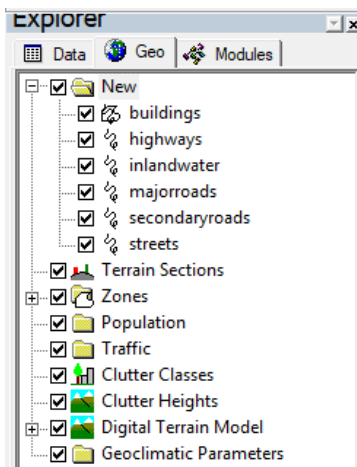 Explorer
Data Geo Modules
New
buildings
highways
inlandwater
majorroads
secondaryroads
streets
Terrain Sections
Zones
Population
Traffic
Clutter Classes
Clutter Heights
Digital Terrain Model
Geoclimatic Parameters